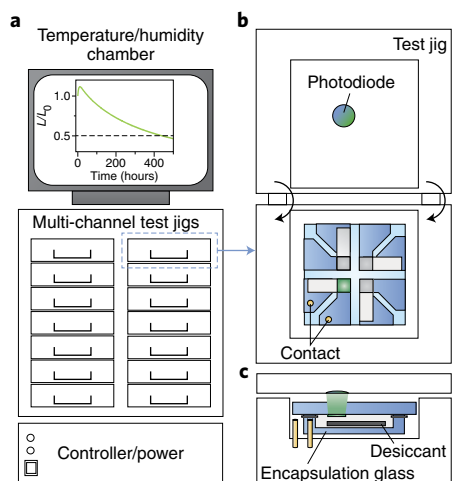 a
Temperature/humidity
chamber
L/L0
1.0
0.5
0
200
400
Time (hours)
Multi-channel test jigs
Controller/power
b
Test jig
Photodiode
Contact
c
Desiccant
Encapsulation glass